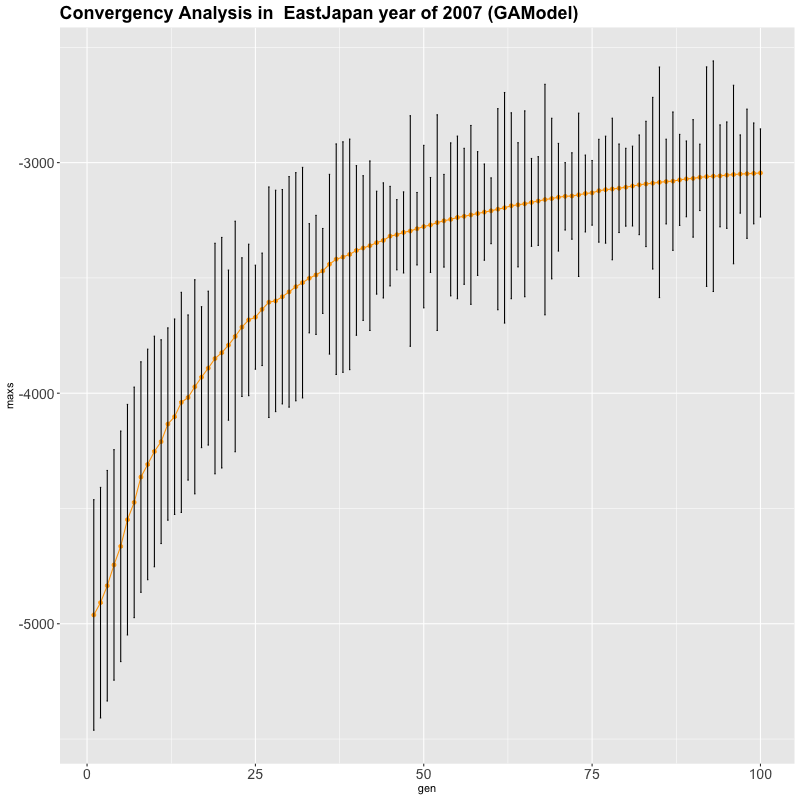 Convergency Analysis in  EastJapan year of 2007 (GAModel)
maxs
-3000
-4000
-5000
0 25 50 75 100
gen